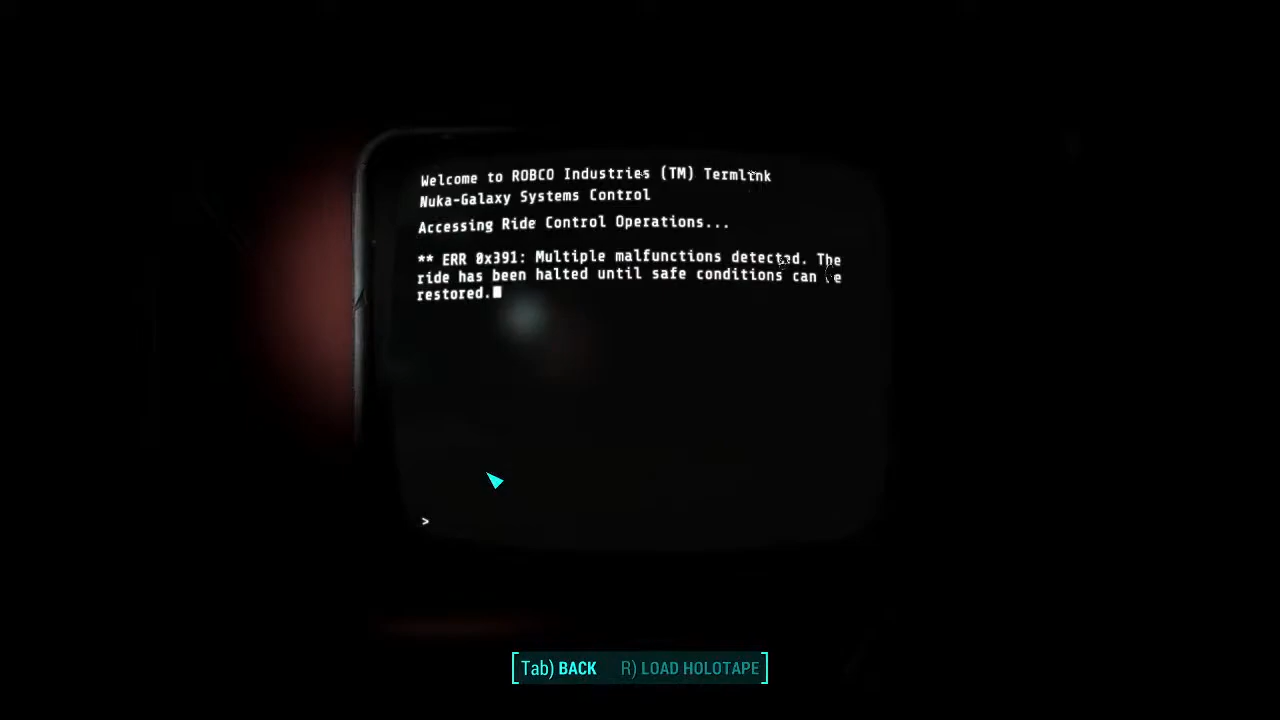 Welcome to ROBCO Industries (TM) Termlink
Nuka-Galaxy Systems Control
Accessing Ride Control Operations...
** ERR 0x391: Multiple malfunctions detected. The
ride has been halted until safe conditions can be
restored.
>
Tab) BACK R) LOAD HOLOTAPE